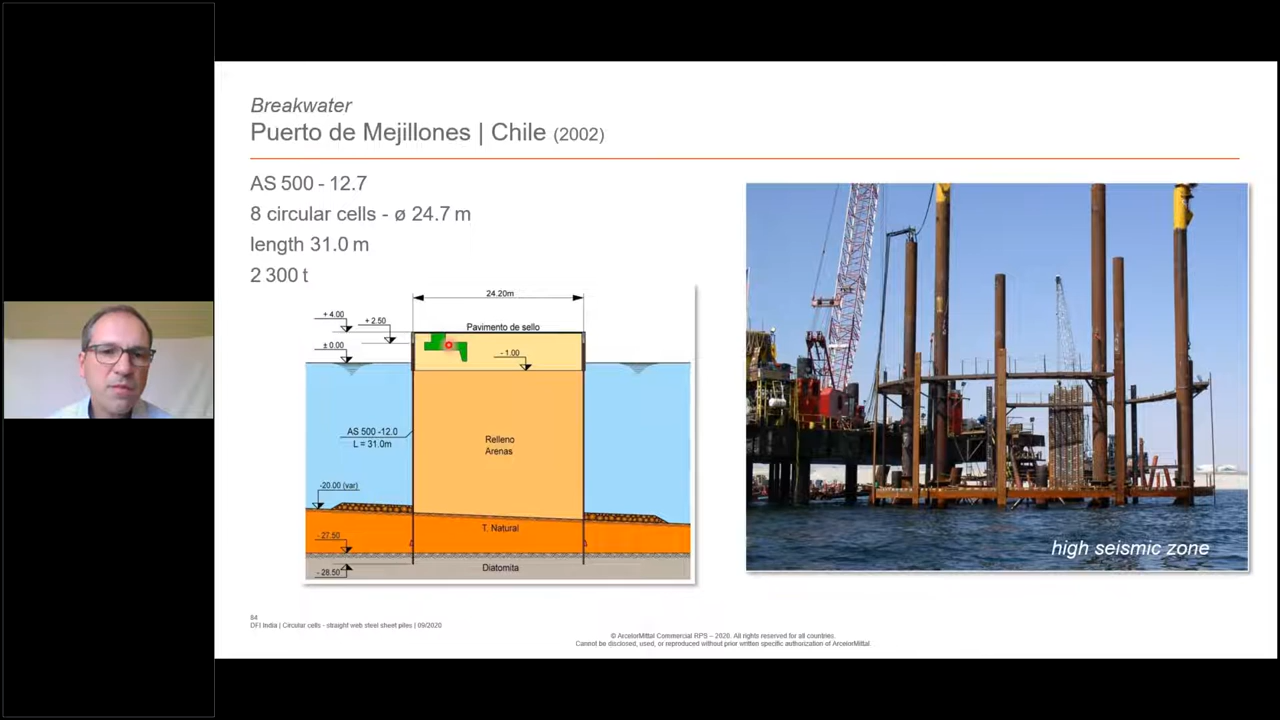 Breakwater
Puerto de Mejillones | Chile (2002)
AS 500 - 12.7
8 circular cells - ø 24.7 m
length 31.0 m
2 300 t
24.20m
+ 4.00
+ 2.50
Pavimento de sello
± 0.00
- 1.00
AS 500 -12.0
L = 31.0m
Relleno
Arenas
-20.00 (var)
T. Natural
- 27.50
Diatomita
- 28.50
high seismic zone
84
DFI India | Circular cells - straight web steel sheet piles | 09/2020
© ArcelorMittal Commercial RPS – 2020. All rights reserved for all countries.
Cannot be disclosed, used, or reproduced without prior written specific authorization of ArcelorMittal.